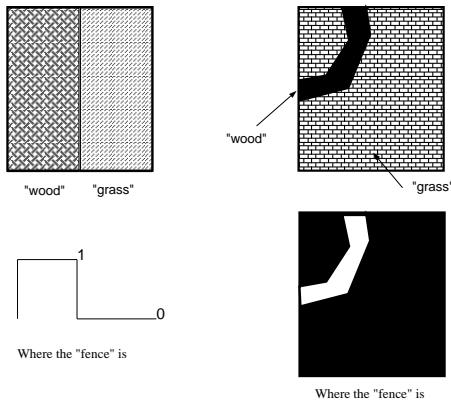 "wood" "grass"
"wood"
"grass"
1
0
Where the "fence" is
Where the "fence" is